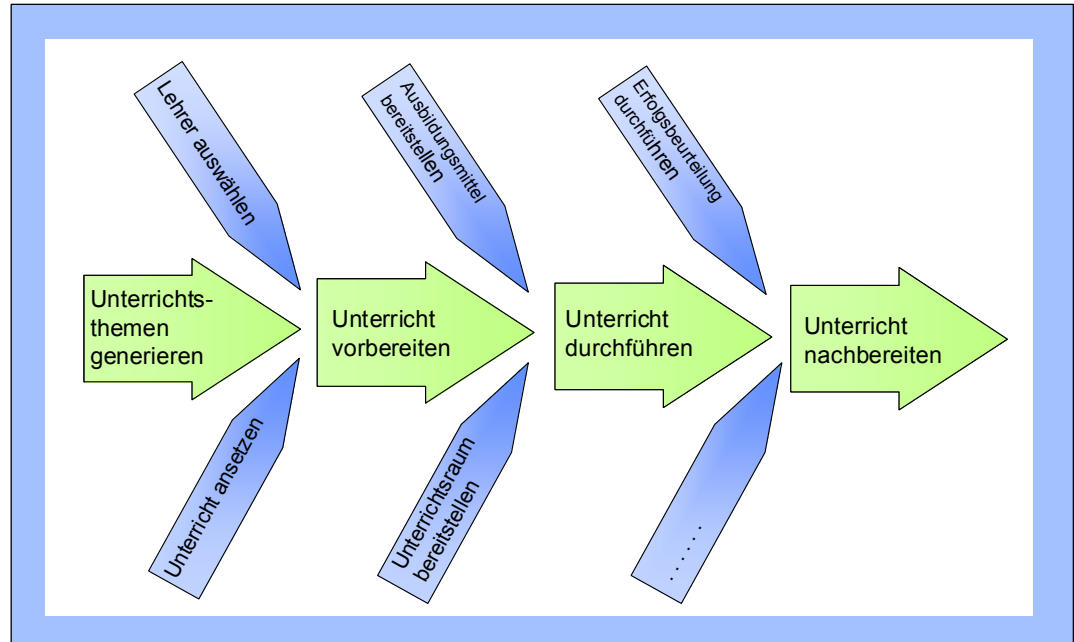 Lehrer auswählen
Ausbildungsmittel
bereitstellen
Erfolgsbeurteilung
durchführen
Unterrichts-
themen
generieren
Unterricht
vorbereiten
Unterricht
durchführen
Unterricht
nachbereiten
Unterricht ansetzen
Unterrichtsraum
bereitstellen
. . . . . .